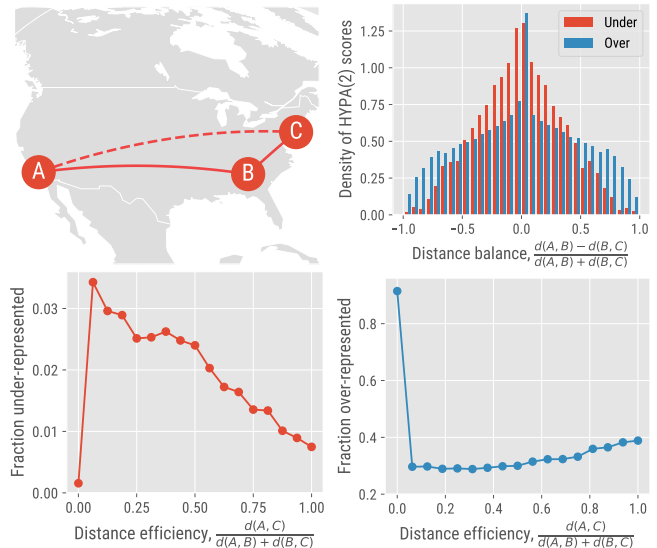 A
B
C
Density of HYPA(2) scores
1.25
1.00
0.75
0.50
0.25
0.00
Under
Over
−1.0 −0.5 0.0 0.5 1.0
Distance balance, d(A, B) − d(B, C) / d(A, B) + d(B, C)
Fraction under-represented
0.03
0.02
0.01
0.00
0.00 0.25 0.50 0.75 1.00
Distance efficiency, d(A, C) / d(A, B) + d(B, C)
Fraction over-represented
0.8
0.6
0.4
0.2
0.0 0.2 0.4 0.6 0.8 1.0
Distance efficiency, d(A, C) / d(A, B) + d(B, C)